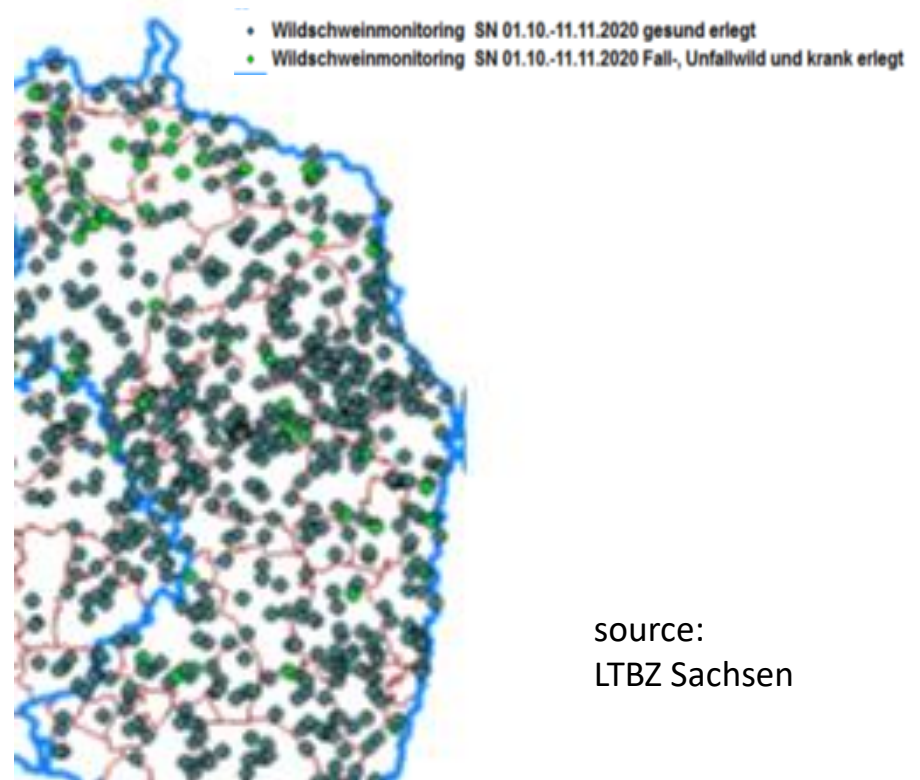 Wildschweinmonitoring SN 01.10.-11.11.2020 gesund erlegt
Wildschweinmonitoring SN 01.10.-11.11.2020 Fall-, Unfallwild und krank erlegt
source:
LTBZ Sachsen